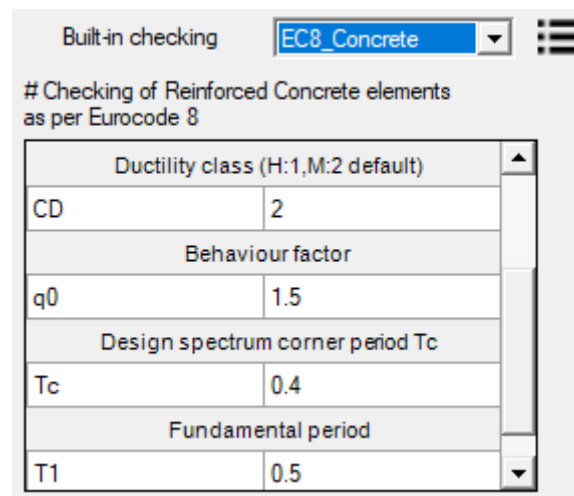 Built-in checking EC8_Concrete
# Checking of Reinforced Concrete elements
as per Eurocode 8
Ductility class (H:1,M:2 default)
CD 2
Behaviour factor
q0 1.5
Design spectrum corner period Tc
Tc 0.4
Fundamental period
T1 0.5